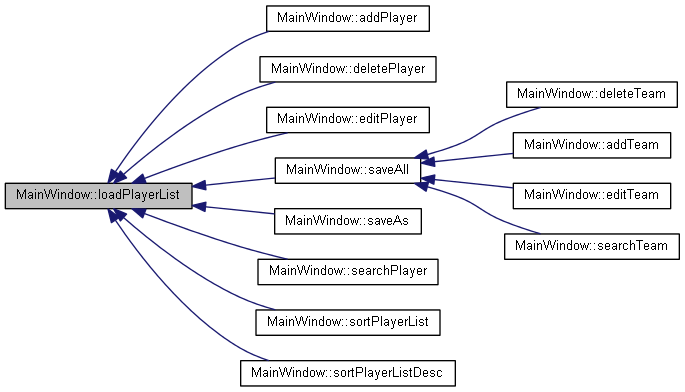 MainWindow::addPlayer
MainWindow::deletePlayer
MainWindow::deleteTeam
MainWindow::editPlayer
MainWindow::addTeam
MainWindow::saveAll
MainWindow::loadPlayerList
MainWindow::editTeam
MainWindow::saveAs
MainWindow::searchTeam
MainWindow::searchPlayer
MainWindow::sortPlayerList
MainWindow::sortPlayerListDesc